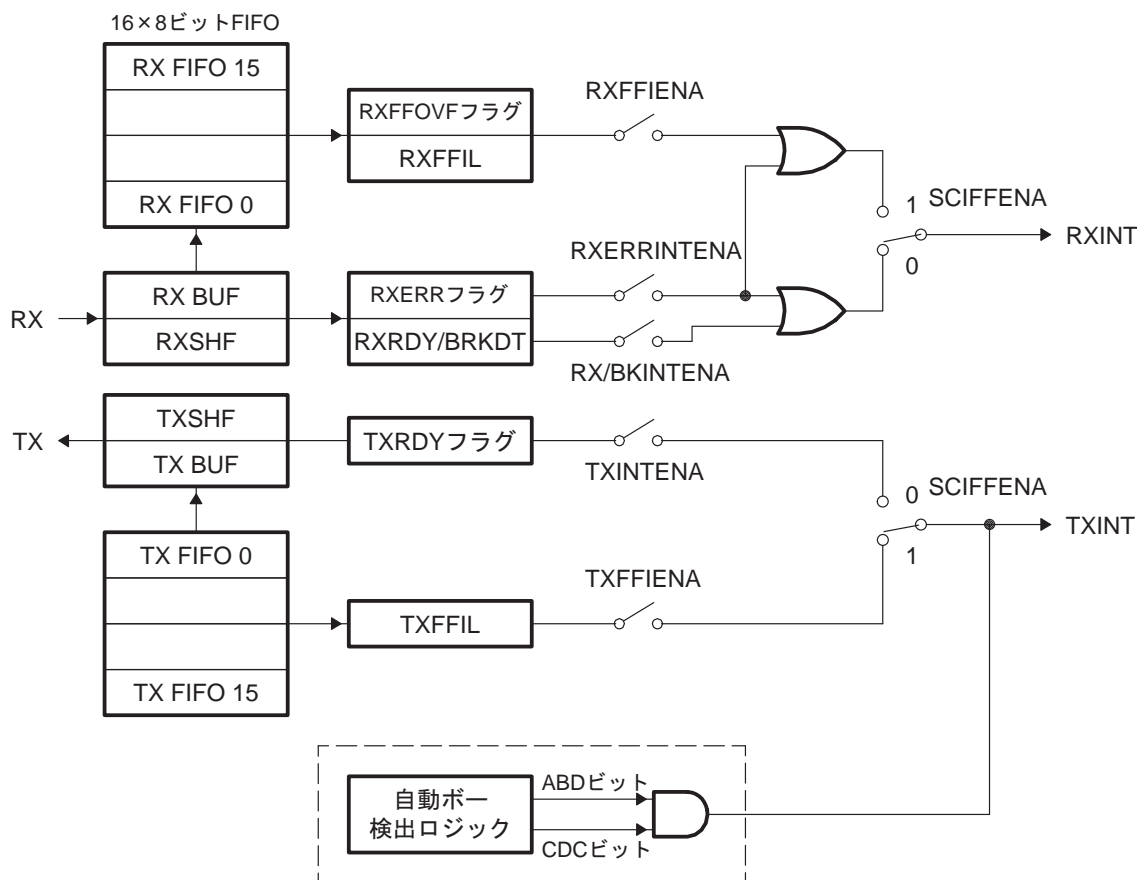 16×8ビットFIFO
RX FIFO 15
RX FIFO 0
RXFFOVFフラグ
RXFFIL
RXFFIENA
1
SCIFFENA
0
RXINT
RX
RX BUF
RXSHF
RXERRフラグ
RXRDY/BRKDT
RXERRINTENA
RX/BKINTENA
TX
TXSHF
TX BUF
TXRDYフラグ
TXINTENA
0
SCIFFENA
1
TXINT
TX FIFO 0
TX FIFO 15
TXFFIL
TXFFIENA
自動ボー
検出ロジック
ABDビット
CDCビット